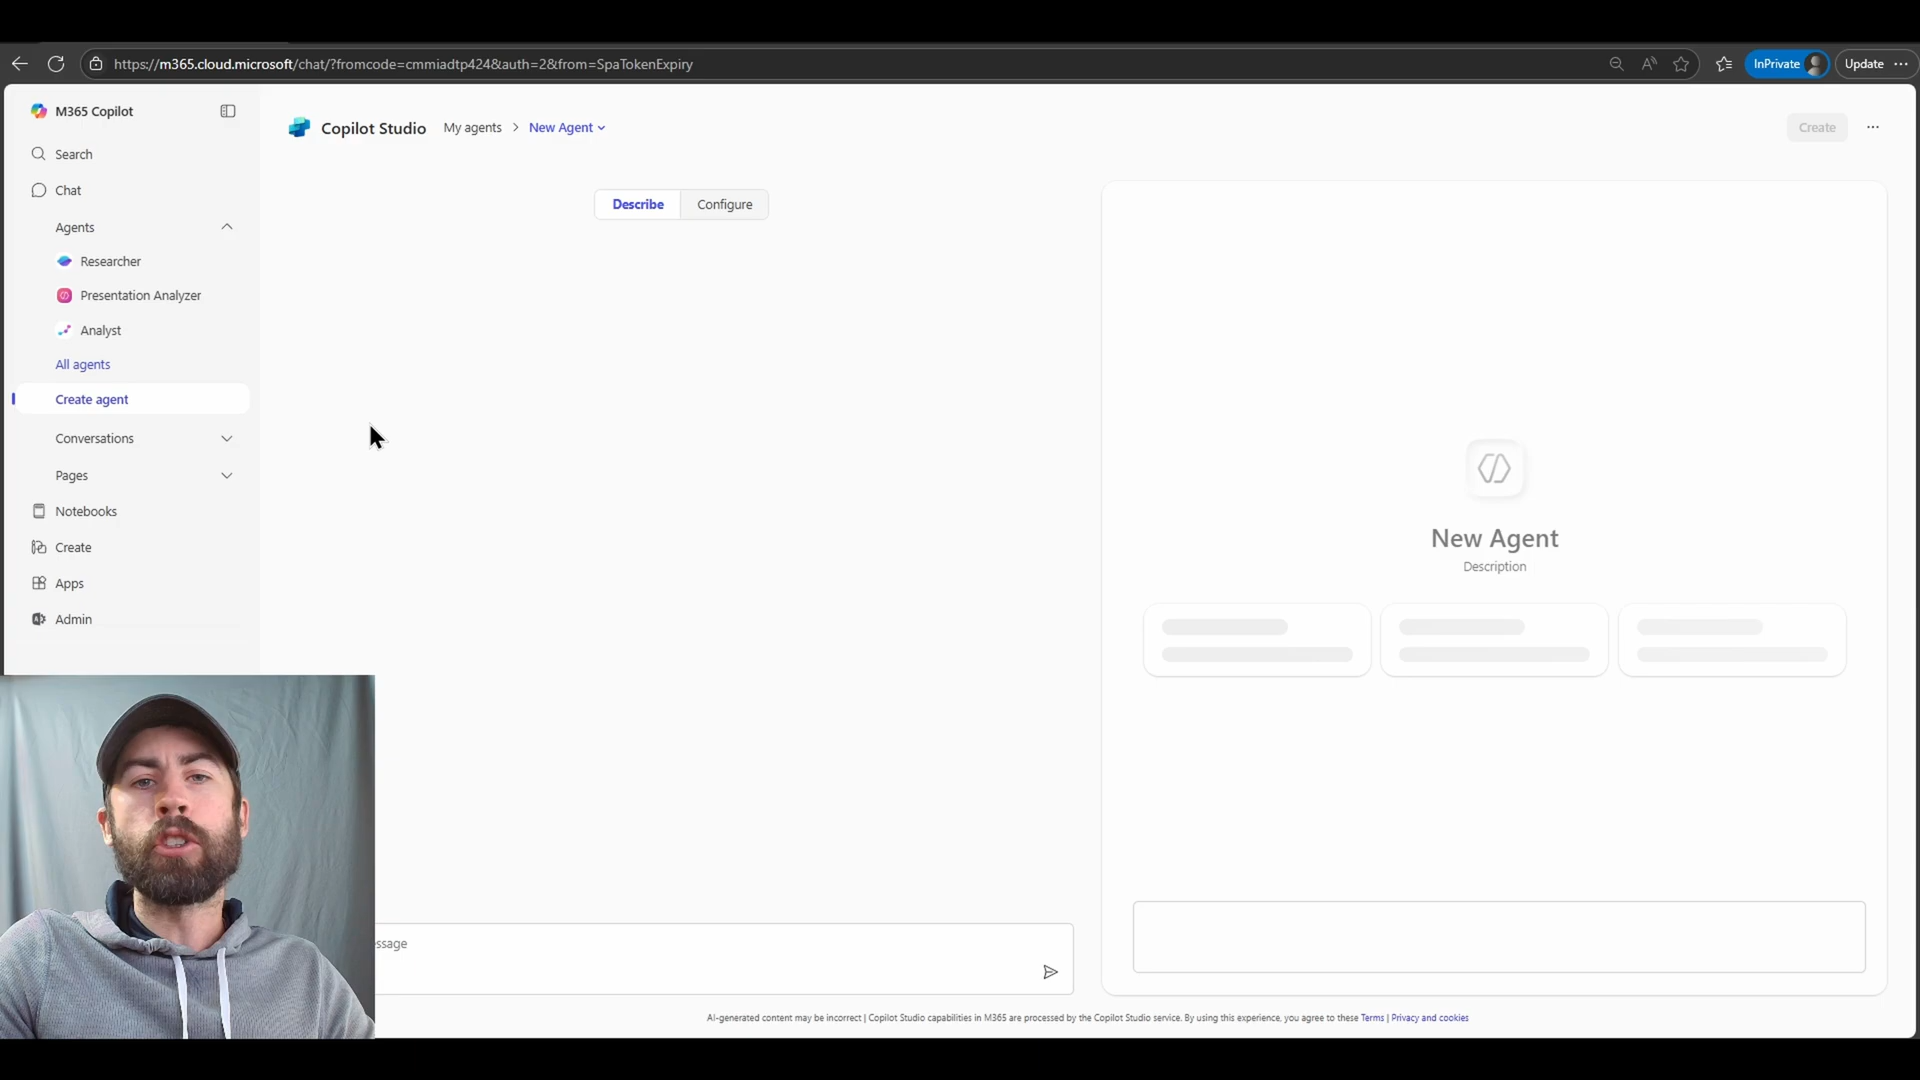 https://m365.cloud.microsoft/chat/?fromcode=cmmiadtp424&auth=2&from=SpaTokenExpiry
InPrivate
Update
M365 Copilot
Search
Chat
Agents
Researcher
Presentation Analyzer
Analyst
All agents
Create agent
Conversations
Pages
Notebooks
Create
Apps
Admin
Copilot Studio My agents > New Agent
Create
Describe
Configure
New Agent
Description
ssage
AI-generated content may be incorrect | Copilot Studio capabilities in M365 are processed by the Copilot Studio service. By using this experience, you agree to these Terms | Privacy and cookies